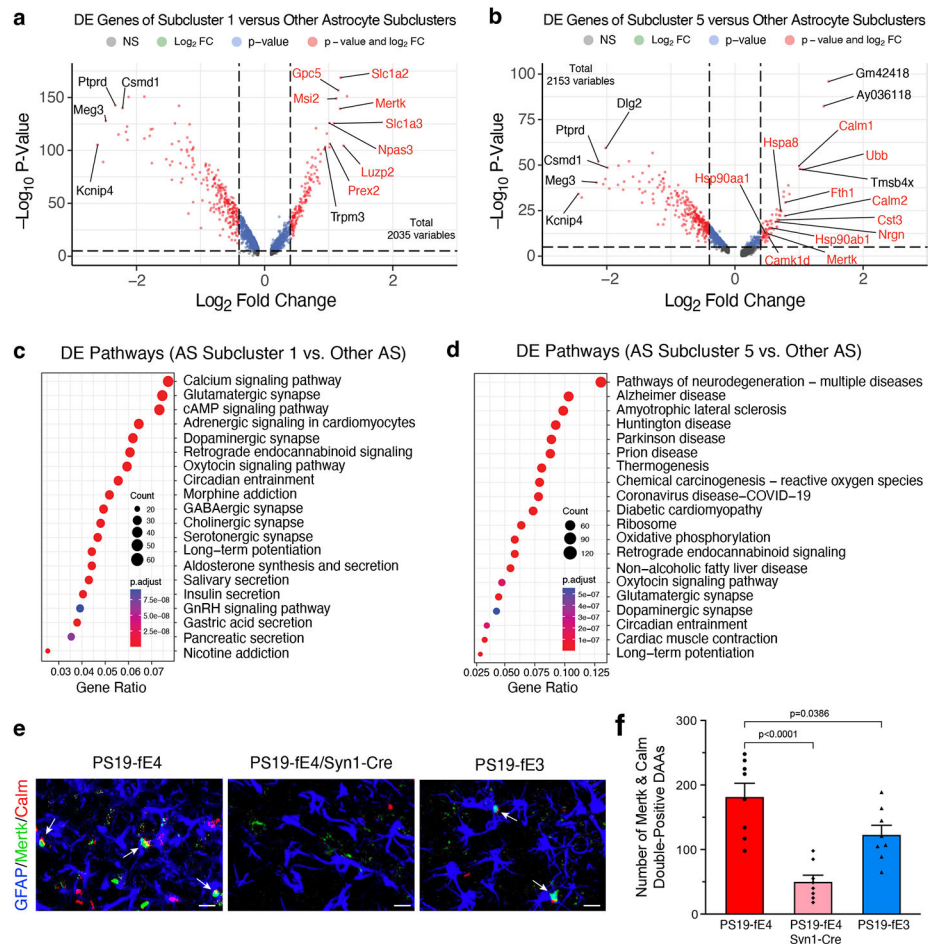 a
DE Genes of Subcluster 1 versus Other Astrocyte Subclusters
NS
Log2 FC
p-value
p – value and log2 FC
−Log10 P-Value
150
125
100
75
50
25
0
Ptprd
Csmd1
Meg3
Kcnip4
Gpc5
Slc1a2
Msi2
Mertk
Slc1a3
Npas3
Luzp2
Prex2
Trpm3
Total
2035 variables
−2
0
2
Log2 Fold Change
b
DE Genes of Subcluster 5 versus Other Astrocyte Subclusters
NS
Log2 FC
p-value
p – value and log2 FC
−Log10 P-Value
100
75
50
25
0
Total
2153 variables
Dlg2
Ptprd
Csmd1
Meg3
Kcnip4
Gm42418
Ay036118
Calm1
Hspa8
Ubb
Hsp90aa1
Tmsb4x
Fth1
Calm2
Cst3
Nrgn
Hsp90ab1
Camk1d
Mertk
−2
0
2
Log2 Fold Change
c
DE Pathways (AS Subcluster 1 vs. Other AS)
Calcium signaling pathway
Glutamatergic synapse
cAMP signaling pathway
Adrenergic signaling in cardiomyocytes
Dopaminergic synapse
Retrograde endocannabinoid signaling
Oxytocin signaling pathway
Circadian entrainment
Morphine addiction
GABAergic synapse
Cholinergic synapse
Serotonergic synapse
Long-term potentiation
Aldosterone synthesis and secretion
Salivary secretion
Insulin secretion
GnRH signaling pathway
Gastric acid secretion
Pancreatic secretion
Nicotine addiction
Count
20
30
40
50
60
p.adjust
7.5e−08
5.0e−08
2.5e−08
0.03 0.04 0.05 0.06 0.07
Gene Ratio
d
DE Pathways (AS Subcluster 5 vs. Other AS)
Pathways of neurodegeneration – multiple diseases
Alzheimer disease
Amyotrophic lateral sclerosis
Huntington disease
Parkinson disease
Prion disease
Thermogenesis
Chemical carcinogenesis – reactive oxygen species
Coronavirus disease–COVID–19
Diabetic cardiomyopathy
Ribosome
Oxidative phosphorylation
Retrograde endocannabinoid signaling
Non-alcoholic fatty liver disease
Oxytocin signaling pathway
Glutamatergic synapse
Dopaminergic synapse
Circadian entrainment
Cardiac muscle contraction
Long-term potentiation
Count
60
90
120
p.adjust
5e−07
4e−07
3e−07
2e−07
1e−07
0.025 0.050 0.075 0.100 0.125
Gene Ratio
e
PS19-fE4
PS19-fE4/Syn1-Cre
PS19-fE3
GFAP/Mertk/Calm
f
Number of Mertk & Calm
Double-Positive DAAs
300
200
100
0
p=0.0386
p<0.0001
PS19-fE4
PS19-fE4
Syn1-Cre
PS19-fE3